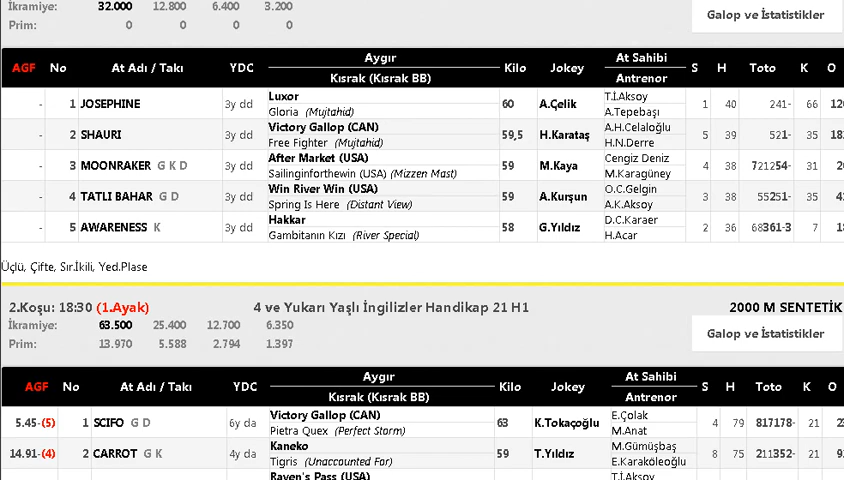 İkramiye: 32.000 12.800 6.400 3.200
Prim: 0 0 0 0
Galop ve İstatistikler
AGF No At Adı / Takı YDC Aygır Kilo Jokey At Sahibi S H Toto K O
Kısrak (Kısrak BB) Antrenor
- 1 JOSEPHINE 3y dd Luxor 60 A.Çelik T.İ.Aksoy 1 40 241- 66
Gloria (Mujtahid) A.Tepebaşı
- 2 SHAURI 3y dd Victory Gallop (CAN) 59,5 H.Karataş A.H.Celaloğlu 5 39 521- 35
Free Fighter (Mujtahid) H.N.Derre
- 3 MOONRAKER G K D 3y dd After Market (USA) 59 M.Kaya Cengiz Deniz 4 38 721254- 31
Sailinginforthewin (USA) (Mizzen Mast) M.Karagüney
- 4 TATLI BAHAR G D 3y dd Win River Win (USA) 59 A.Kurşun O.C.Gelgin 3 38 55251- 35
Spring Is Here (Distant View) A.K.Aksoy
- 5 AWARENESS K 3y dd Hakkar 58 G.Yıldız D.C.Karaer 2 36 68361-3 7
Gambitanın Kızı (River Special) H.Acar
Üçlü, Çifte, Sır.İkili, Yed.Plase
2.Koşu: 18:30 (1.Ayak) 4 ve Yukarı Yaşlı İngilizler Handikap 21 H1 2000 M SENTETİK
İkramiye: 63.500 25.400 12.700 6.350
Prim: 13.970 5.588 2.794 1.397
Galop ve İstatistikler
AGF No At Adı / Takı YDC Aygır Kilo Jokey At Sahibi S H Toto K O
Kısrak (Kısrak BB) Antrenor
5.45-(5) 1 SCIFO G D 6y da Victory Gallop (CAN) 63 K.Tokaçoğlu E.Çolak 4 79 817178- 21
Pietra Quex (Perfect Storm) M.Anat
14.91-(4) 2 CARROT G K 4y da Kaneko 59 T.Yıldız M.Gümüşbaş 8 75 211352- 21
Tigris (Unaccounted For) E.Karaköleoğlu
Raven's Pass (USA) T.İ.Aksoy